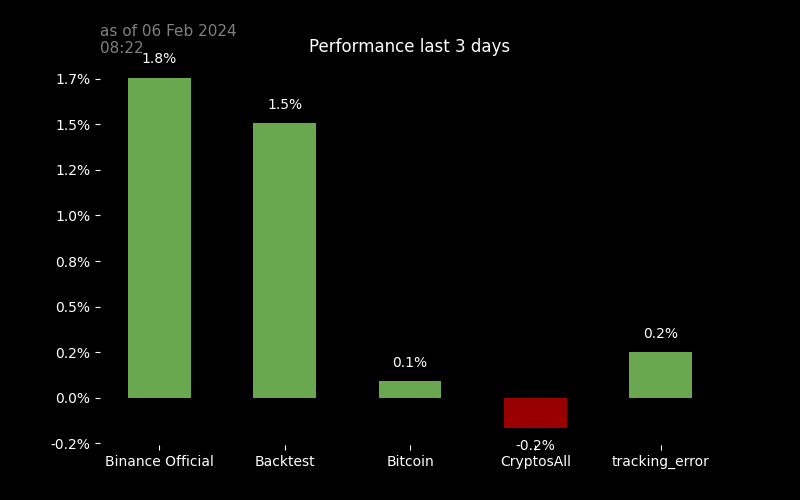 as of 06 Feb 2024
08:22
Performance last 3 days
1.8%
1.7%
1.5%
1.5%
1.2%
1.0%
0.8%
0.5%
0.2%
0.1%
0.2%
0.0%
-0.2%
-0.2%
Binance Official
Backtest
Bitcoin
CryptosAll
tracking_error